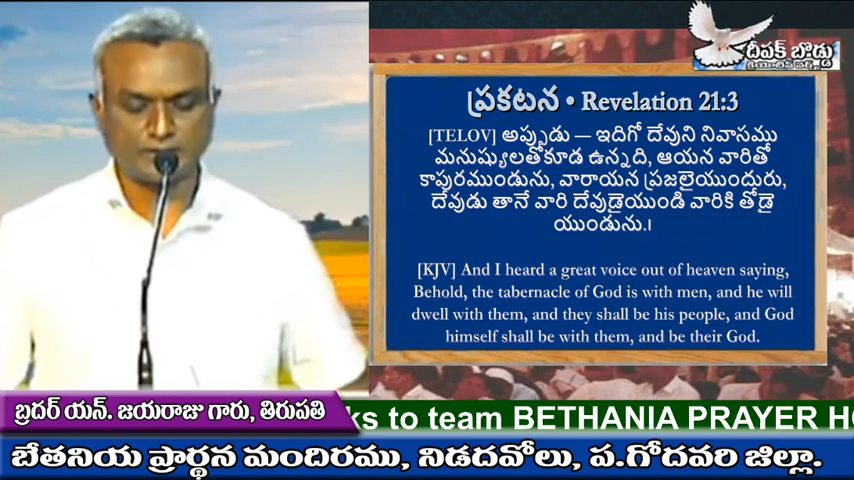 దీపక్ బొడ్డు
క్రియేటివ్ వర్క్స్
ప్రకటన • Revelation 21:3
[TELOV] అప్పుడు — ఇదిగో దేవుని నివాసము
మనుష్యులతోకూడ ఉన్నది, ఆయన వారితో
కాపురముండును, వారాయన ప్రజలైయుందురు,
దేవుడు తానే వారి దేవుడైయుండి వారికి తోడై
యుండును.।
[KJV] And I heard a great voice out of heaven saying,
Behold, the tabernacle of God is with men, and he will
dwell with them, and they shall be his people, and God
himself shall be with them, and be their God.
బ్రదర్ యన్. జయరాజు గారు, తిరుపతి
ks to team BETHANIA PRAYER H
బేతనియ ప్రార్థన మందిరము, నిడదవోలు, ప.గోదవరి జిల్లా.